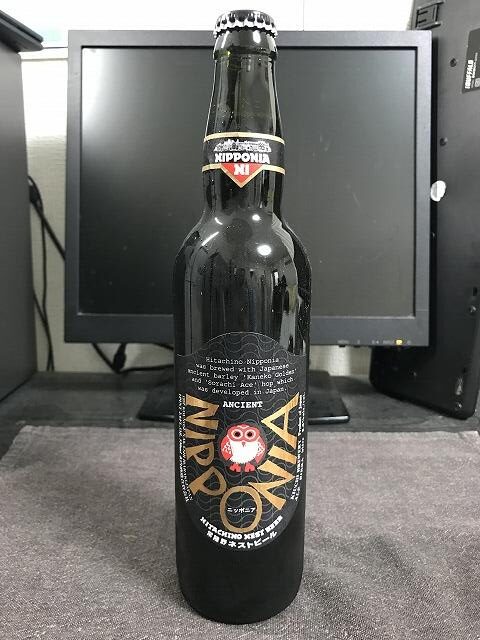 NIPPONIA
NI
Hitachino Nipponia
was brewed with Japanese
ancient barley 'Kaneko Golden'
and 'Sorachi Ace' hop which
was developed in Japan.
ANCIENT
NIPPONIA
ニッポニア
HITACHINO NEST BEER
常陸野ネストビール
BUFFALO